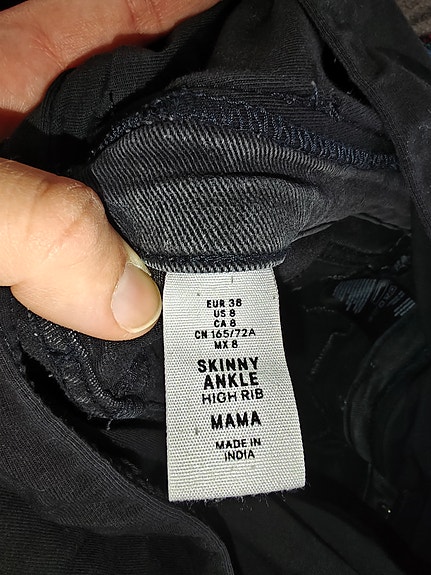 EUR 38
US 8
CA 8
CN 165/72A
MX 8
SKINNY
ANKLE
HIGH RIB
MAMA
MADE IN
INDIA